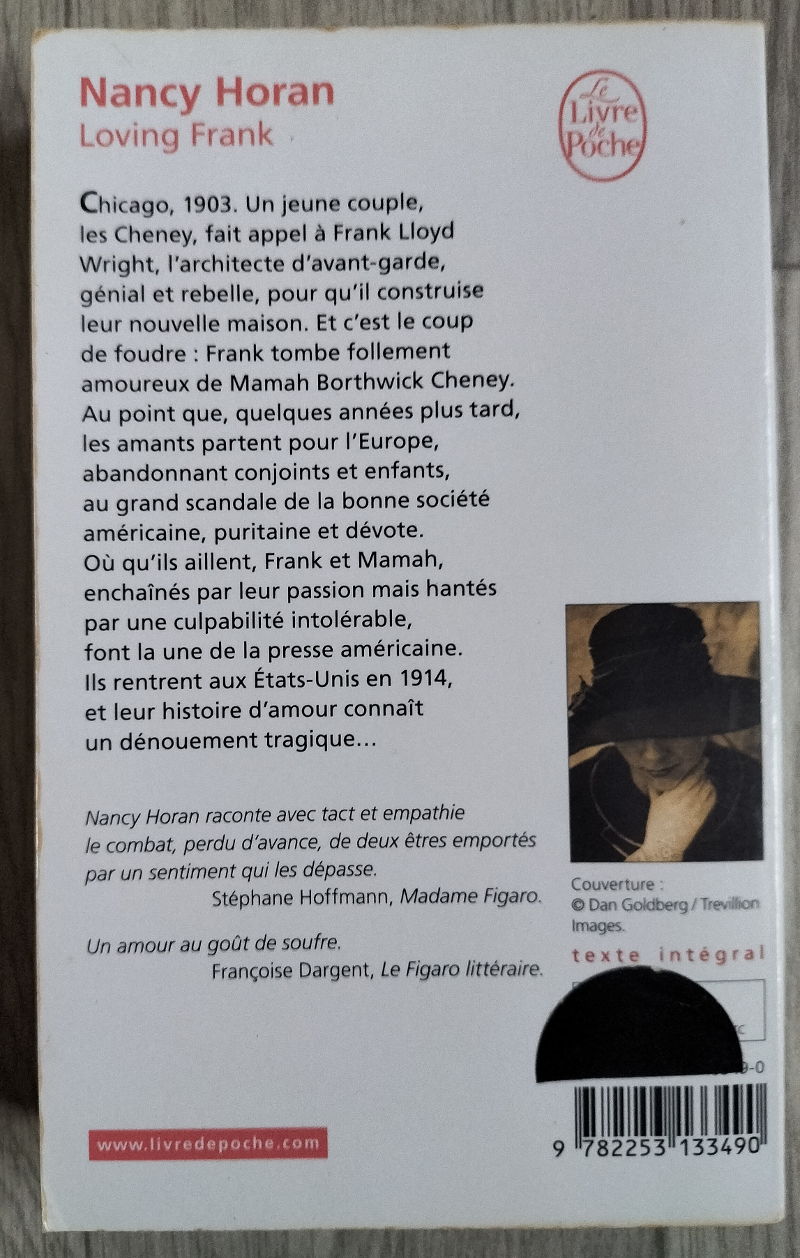 Nancy Horan
Loving Frank
Le
Livre
de
Poche
Chicago, 1903. Un jeune couple,
les Cheney, fait appel à Frank Lloyd
Wright, l'architecte d'avant-garde,
génial et rebelle, pour qu'il construise
leur nouvelle maison. Et c'est le coup
de foudre : Frank tombe follement
amoureux de Mamah Borthwick Cheney.
Au point que, quelques années plus tard,
les amants partent pour l'Europe,
abandonnant conjoints et enfants,
au grand scandale de la bonne société
américaine, puritaine et dévote.
Où qu'ils aillent, Frank et Mamah,
enchaînés par leur passion mais hantés
par une culpabilité intolérable,
font la une de la presse américaine.
Ils rentrent aux États-Unis en 1914,
et leur histoire d'amour connaît
un dénouement tragique…
Nancy Horan raconte avec tact et empathie
le combat, perdu d'avance, de deux êtres emportés
par un sentiment qui les dépasse.
Stéphane Hoffmann, Madame Figaro.
Un amour au goût de soufre.
Françoise Dargent, Le Figaro littéraire.
Couverture :
© Dan Goldberg / Trevillion
Images.
texte intégral
9-0
9 782253 133490
www.livredepoche.com